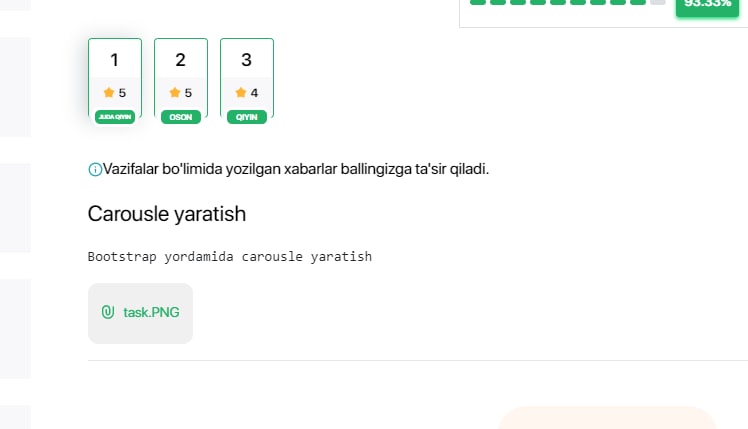 93.33%
1 2 3
5 5 4
JUDA QIYIN OSON QIYIN
Vazifalar bo'limida yozilgan xabarlar ballingizga ta'sir qiladi.
Carousle yaratish
Bootstrap yordamida carousle yaratish
task.PNG